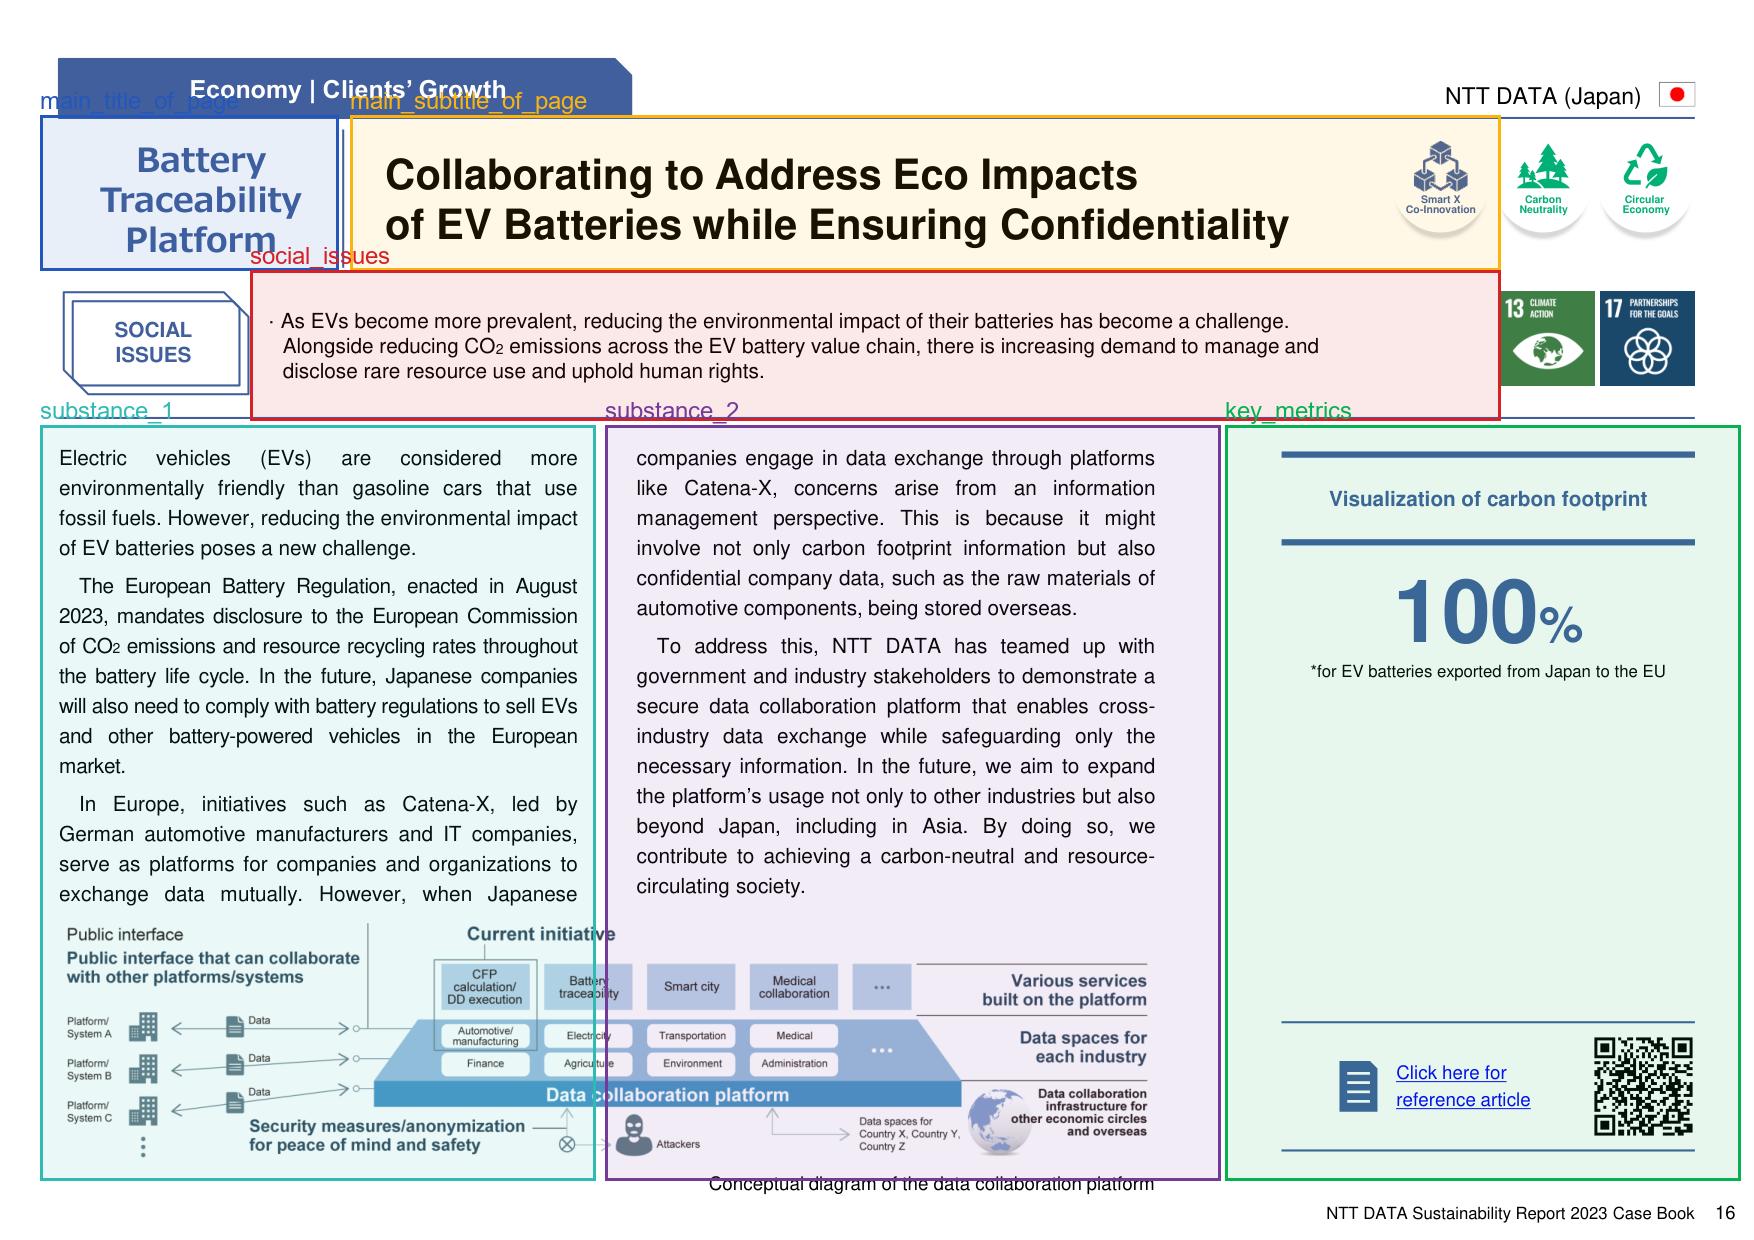 Economy | Clients’ Growth
NTT DATA (Japan)
main_title_of_page
main_subtitle_of_page
Battery
Traceability
Platform
Collaborating to Address Eco Impacts
of EV Batteries while Ensuring Confidentiality
Smart X
Co-Innovation
Carbon
Neutrality
Circular
Economy
social_issues
SOCIAL
ISSUES
· As EVs become more prevalent, reducing the environmental impact of their batteries has become a challenge.
Alongside reducing CO₂ emissions across the EV battery value chain, there is increasing demand to manage and
disclose rare resource use and uphold human rights.
13 CLIMATE
ACTION
17 PARTNERSHIPS
FOR THE GOALS
substance_1
substance_2
key_metrics
Electric vehicles (EVs) are considered more
environmentally friendly than gasoline cars that use
fossil fuels. However, reducing the environmental impact
of EV batteries poses a new challenge.
The European Battery Regulation, enacted in August
2023, mandates disclosure to the European Commission
of CO₂ emissions and resource recycling rates throughout
the battery life cycle. In the future, Japanese companies
will also need to comply with battery regulations to sell EVs
and other battery-powered vehicles in the European
market.
In Europe, initiatives such as Catena-X, led by
German automotive manufacturers and IT companies,
serve as platforms for companies and organizations to
exchange data mutually. However, when Japanese
companies engage in data exchange through platforms
like Catena-X, concerns arise from an information
management perspective. This is because it might
involve not only carbon footprint information but also
confidential company data, such as the raw materials of
automotive components, being stored overseas.
To address this, NTT DATA has teamed up with
government and industry stakeholders to demonstrate a
secure data collaboration platform that enables cross-
industry data exchange while safeguarding only the
necessary information. In the future, we aim to expand
the platform’s usage not only to other industries but also
beyond Japan, including in Asia. By doing so, we
contribute to achieving a carbon-neutral and resource-
circulating society.
Visualization of carbon footprint
100%
*for EV batteries exported from Japan to the EU
Click here for
reference article
Public interface
Public interface that can collaborate
with other platforms/systems
Current initiative
CFP
calculation/
DD execution
Battery
traceability
Smart city
Medical
collaboration
...
Various services
built on the platform
Platform/
System A
Data
Platform/
System B
Data
Platform/
System C
Data
Automotive/
manufacturing
Electricity
Transportation
Medical
Finance
Agriculture
Environment
Administration
...
Data spaces for
each industry
Data collaboration platform
Security measures/anonymization
for peace of mind and safety
Attackers
Data spaces for
Country X, Country Y,
Country Z
Data collaboration
infrastructure for
other economic circles
and overseas
Conceptual diagram of the data collaboration platform
NTT DATA Sustainability Report 2023 Case Book 16